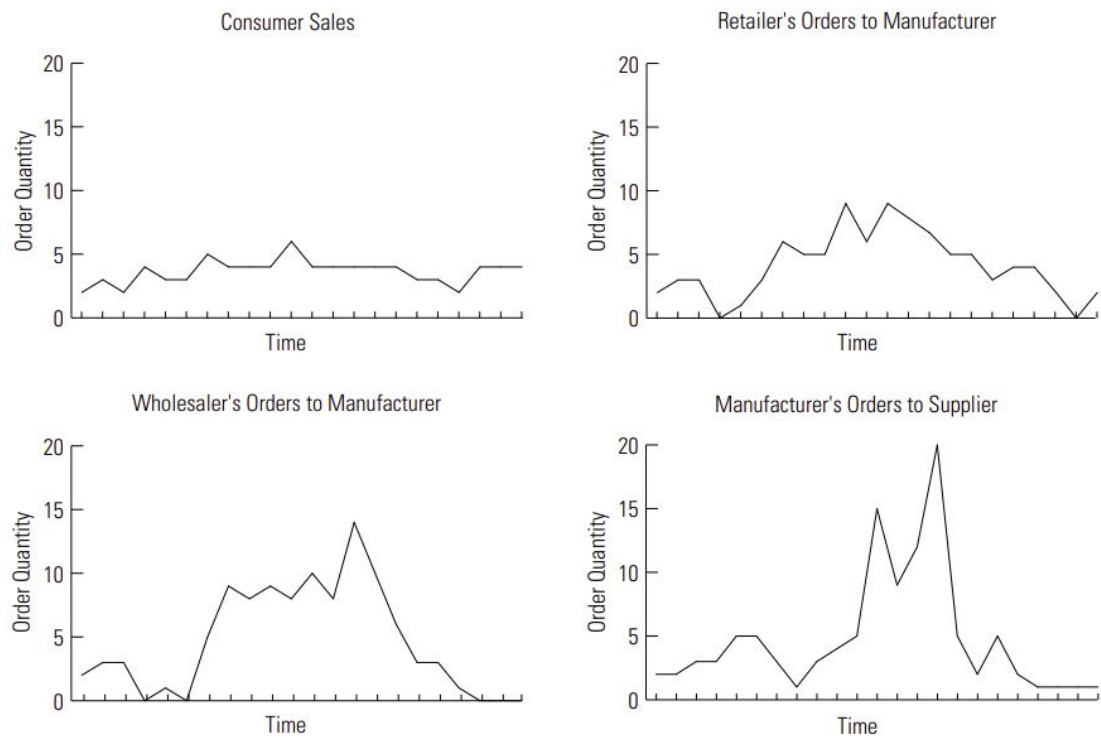 Consumer Sales
20
15
10
5
0
Order Quantity
Time
Retailer's Orders to Manufacturer
20
15
10
5
0
Order Quantity
Time
Wholesaler's Orders to Manufacturer
20
15
10
5
0
Order Quantity
Time
Manufacturer's Orders to Supplier
20
15
10
5
0
Order Quantity
Time